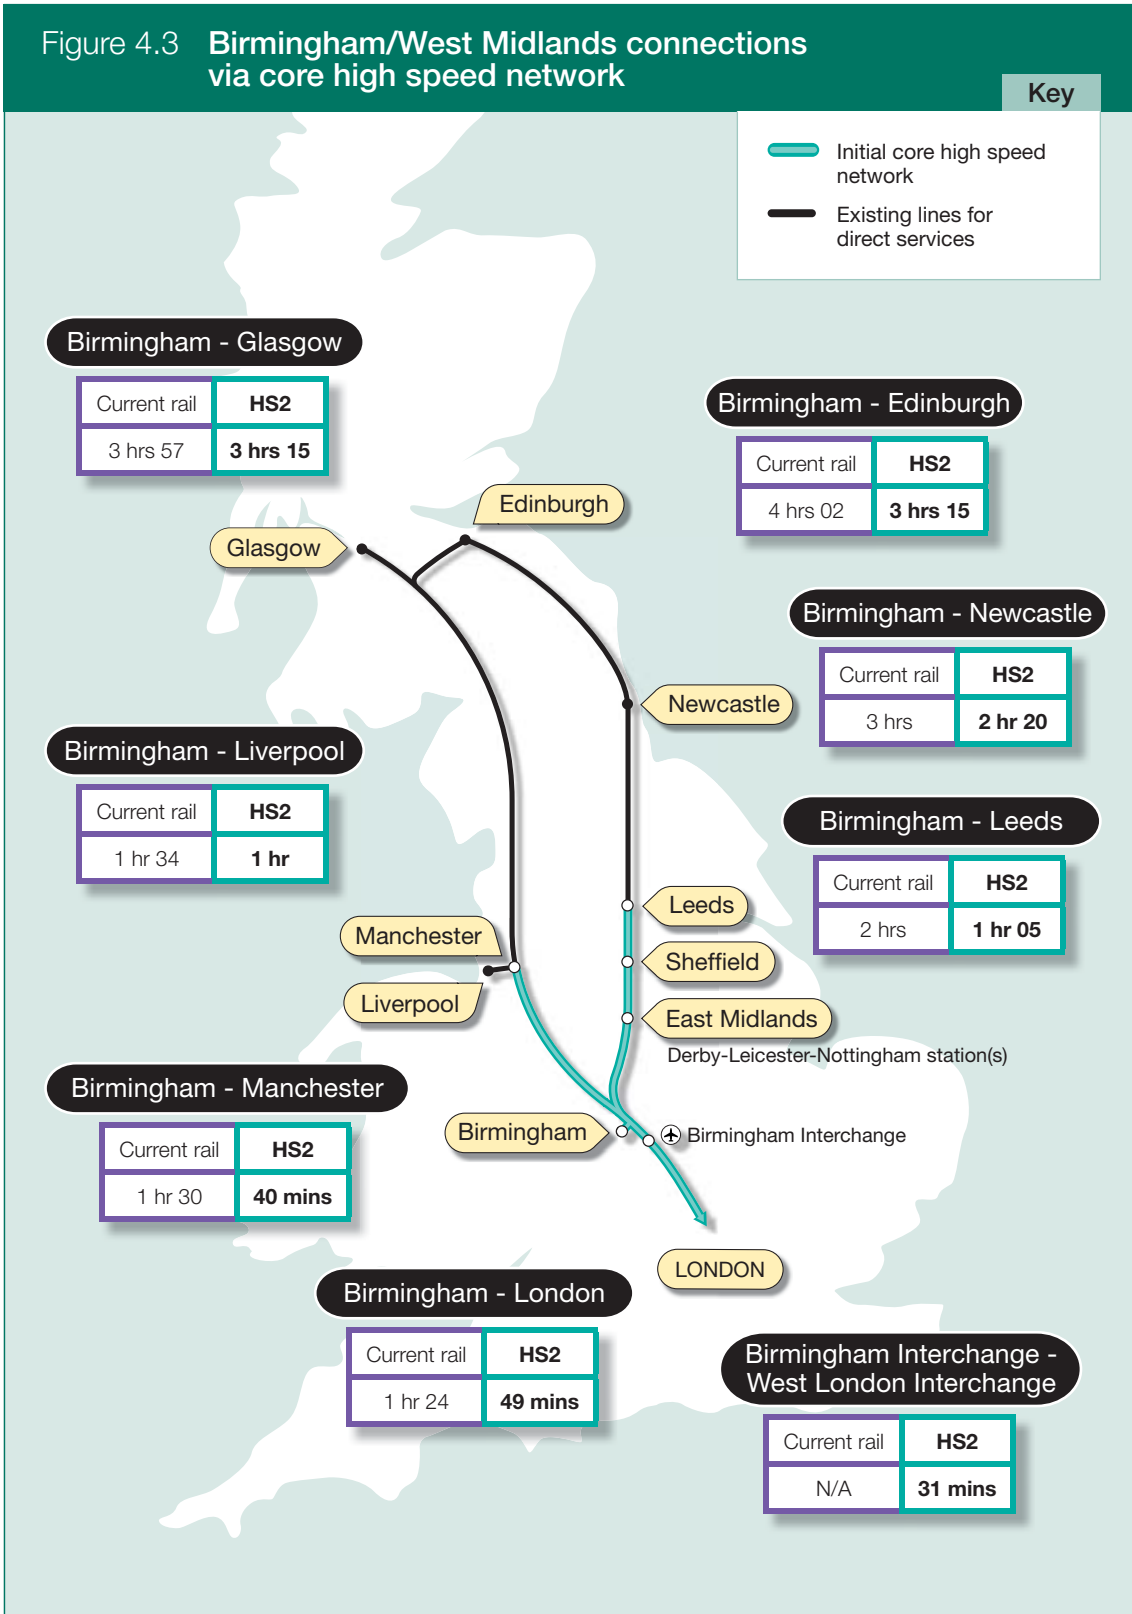 Figure 4.3 Birmingham/West Midlands connections
via core high speed network
Key
Initial core high speed
network
Existing lines for
direct services
Birmingham - Glasgow
Current rail HS2
3 hrs 57 3 hrs 15
Birmingham - Edinburgh
Current rail HS2
4 hrs 02 3 hrs 15
Edinburgh
Glasgow
Birmingham - Newcastle
Current rail HS2
3 hrs 2 hr 20
Newcastle
Birmingham - Liverpool
Current rail HS2
1 hr 34 1 hr
Birmingham - Leeds
Current rail HS2
2 hrs 1 hr 05
Leeds
Manchester
Sheffield
Liverpool
East Midlands
Derby-Leicester-Nottingham station(s)
Birmingham - Manchester
Current rail HS2
1 hr 30 40 mins
Birmingham
Birmingham Interchange
LONDON
Birmingham - London
Current rail HS2
1 hr 24 49 mins
Birmingham Interchange -
West London Interchange
Current rail HS2
N/A 31 mins